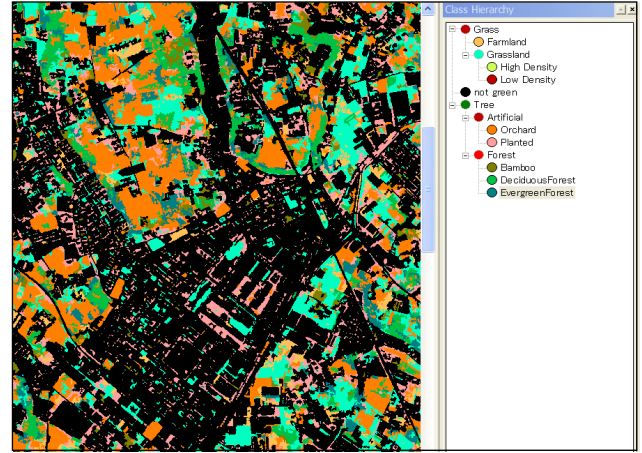 Class Hierarchy
Grass
Farmland
Grassland
High Density
Low Density
not green
Tree
Artificial
Orchard
Planted
Forest
Bamboo
DeciduousForest
EvergreenForest